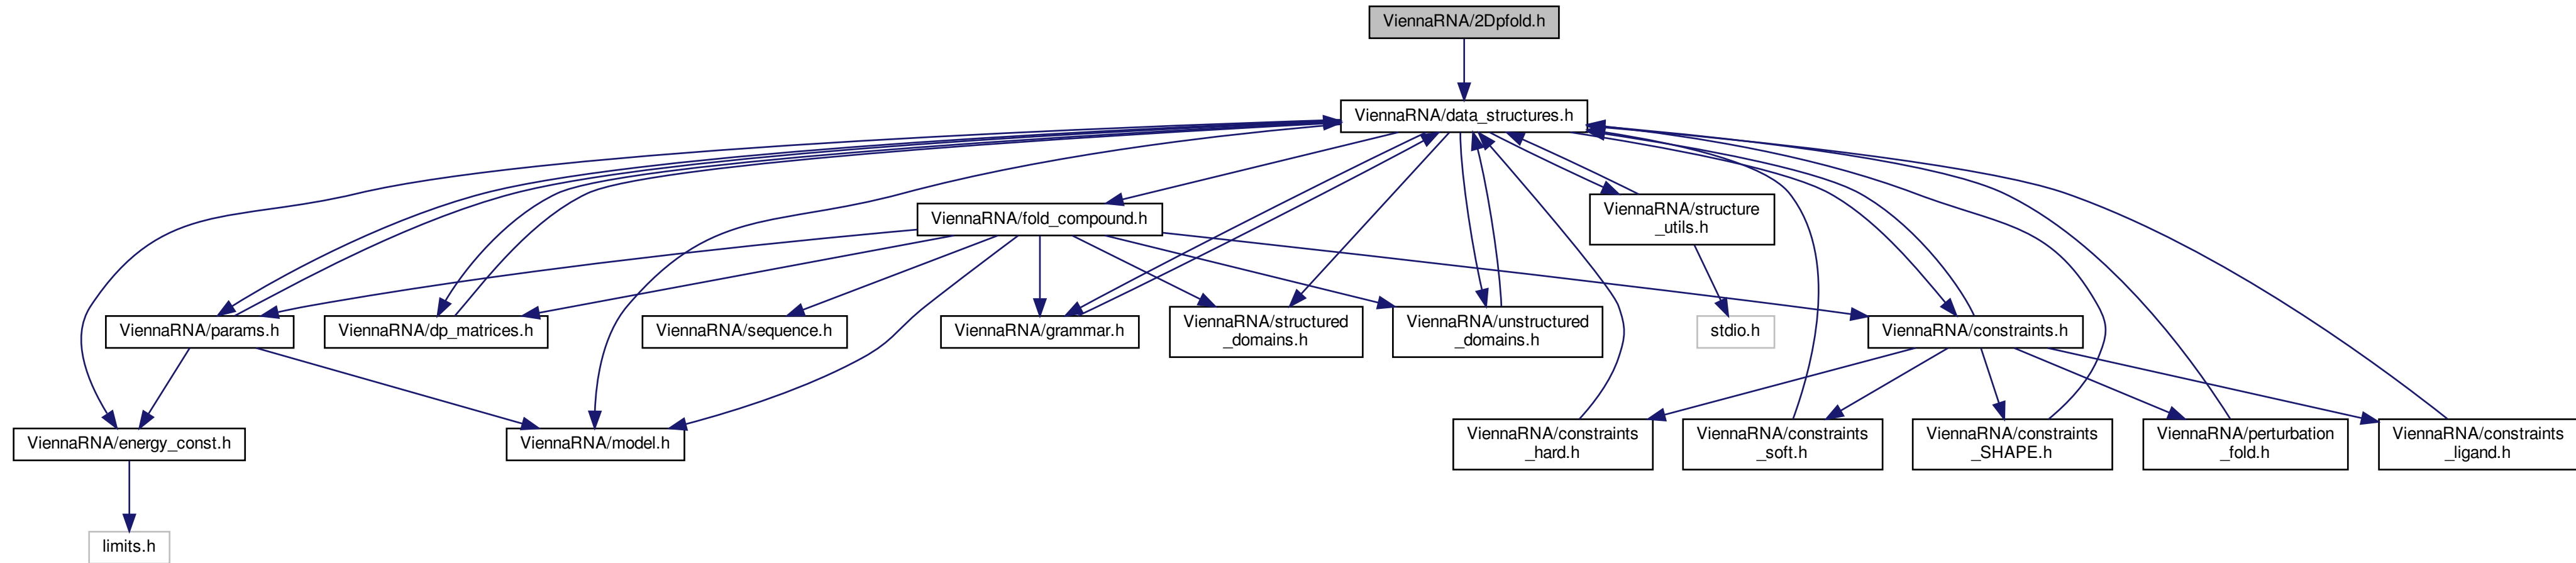 ViennaRNA/2Dpfold.h
ViennaRNA/data_structures.h
ViennaRNA/structure
_utils.h
ViennaRNA/fold_compound.h
ViennaRNA/params.h
ViennaRNA/dp_matrices.h
ViennaRNA/sequence.h
ViennaRNA/grammar.h
ViennaRNA/structured
_domains.h
ViennaRNA/unstructured
_domains.h
stdio.h
ViennaRNA/constraints.h
ViennaRNA/energy_const.h
ViennaRNA/model.h
ViennaRNA/constraints
_hard.h
ViennaRNA/constraints
_soft.h
ViennaRNA/constraints
_SHAPE.h
ViennaRNA/perturbation
_fold.h
ViennaRNA/constraints
_ligand.h
limits.h